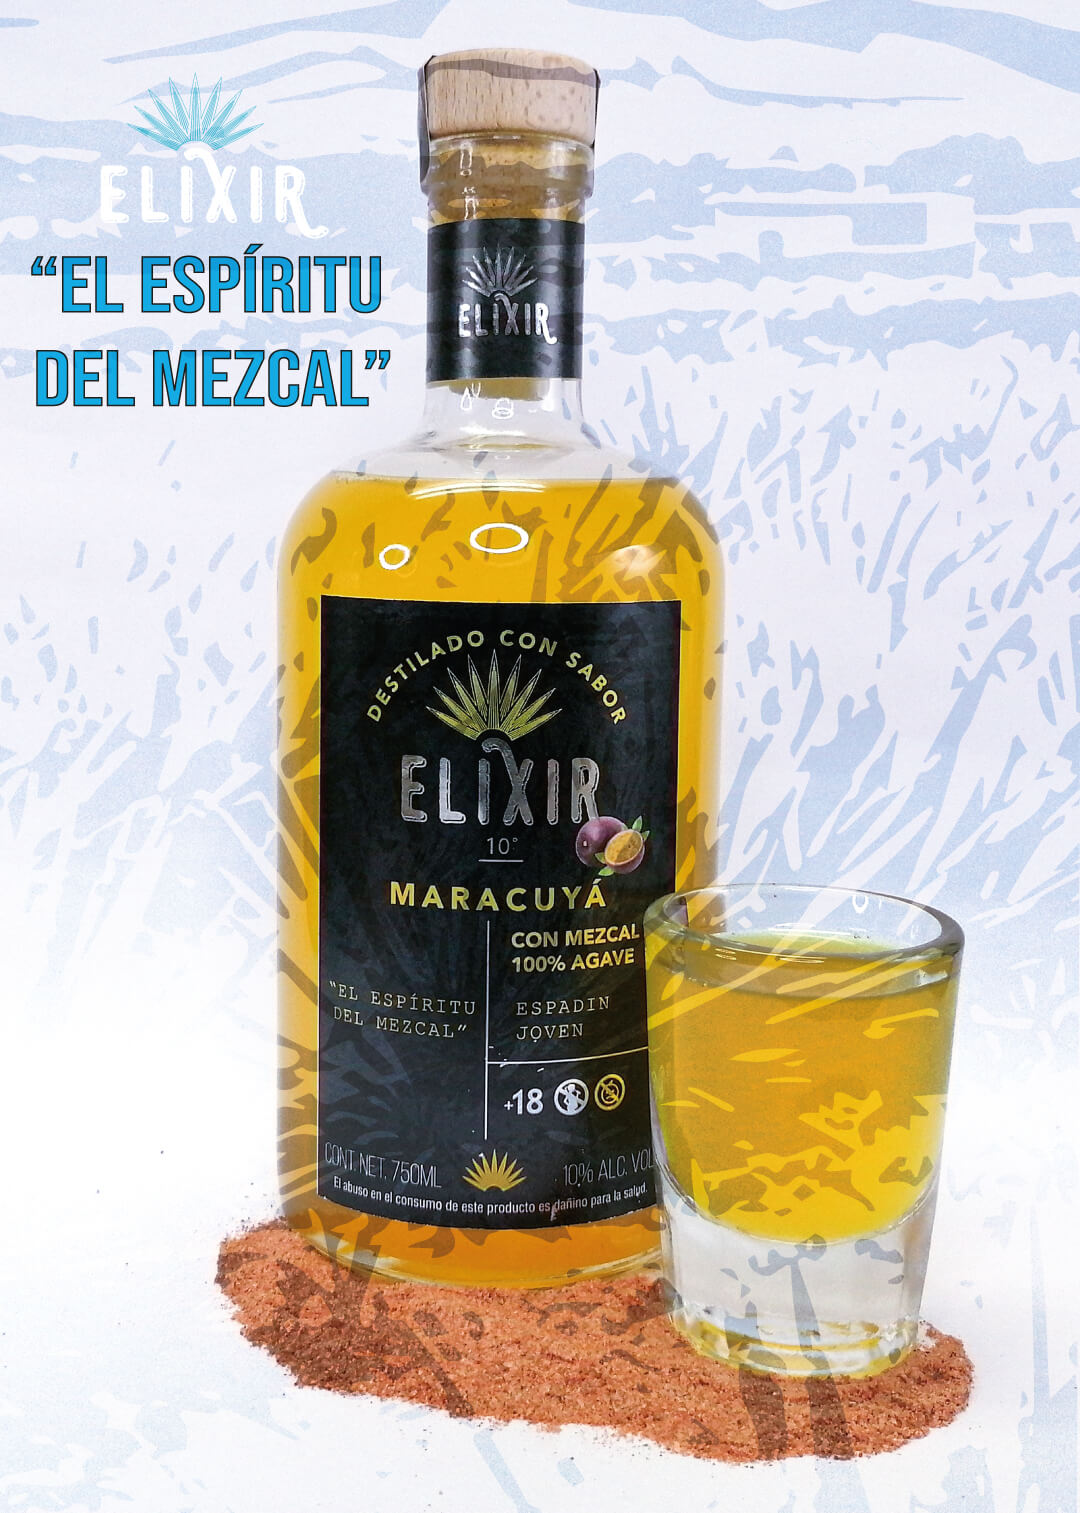 ELIXIR
“EL ESPÍRITU
DEL MEZCAL”
ELIXIR
DESTILADO CON SABOR
ELIXIR
10°
MARACUYÁ
CON MEZCAL
100% AGAVE
“EL ESPÍRITU
DEL MEZCAL”
ESPADIN
JOVEN
+18
CONT. NET. 750ML
10% ALC. VOL
El abuso en el consumo de este producto es dañino para la salud.